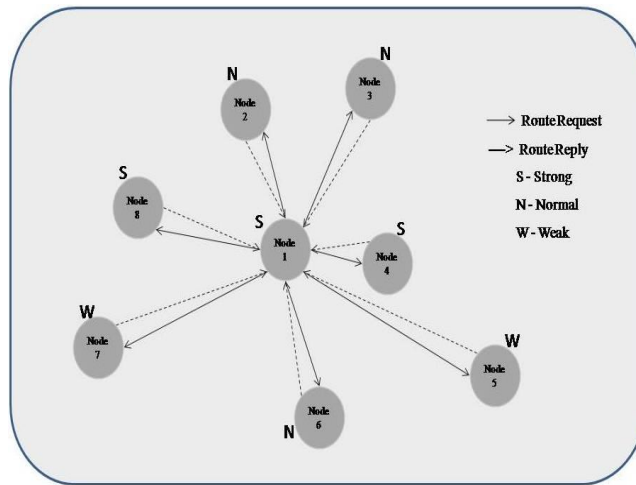 N
Node
3
N
Node
2
RouteRequest
RouteReply
S - Strong
N - Normal
W - Weak
S
Node
8
S
Node
1
S
Node
4
W
Node
7
W
Node
5
Node
6
N